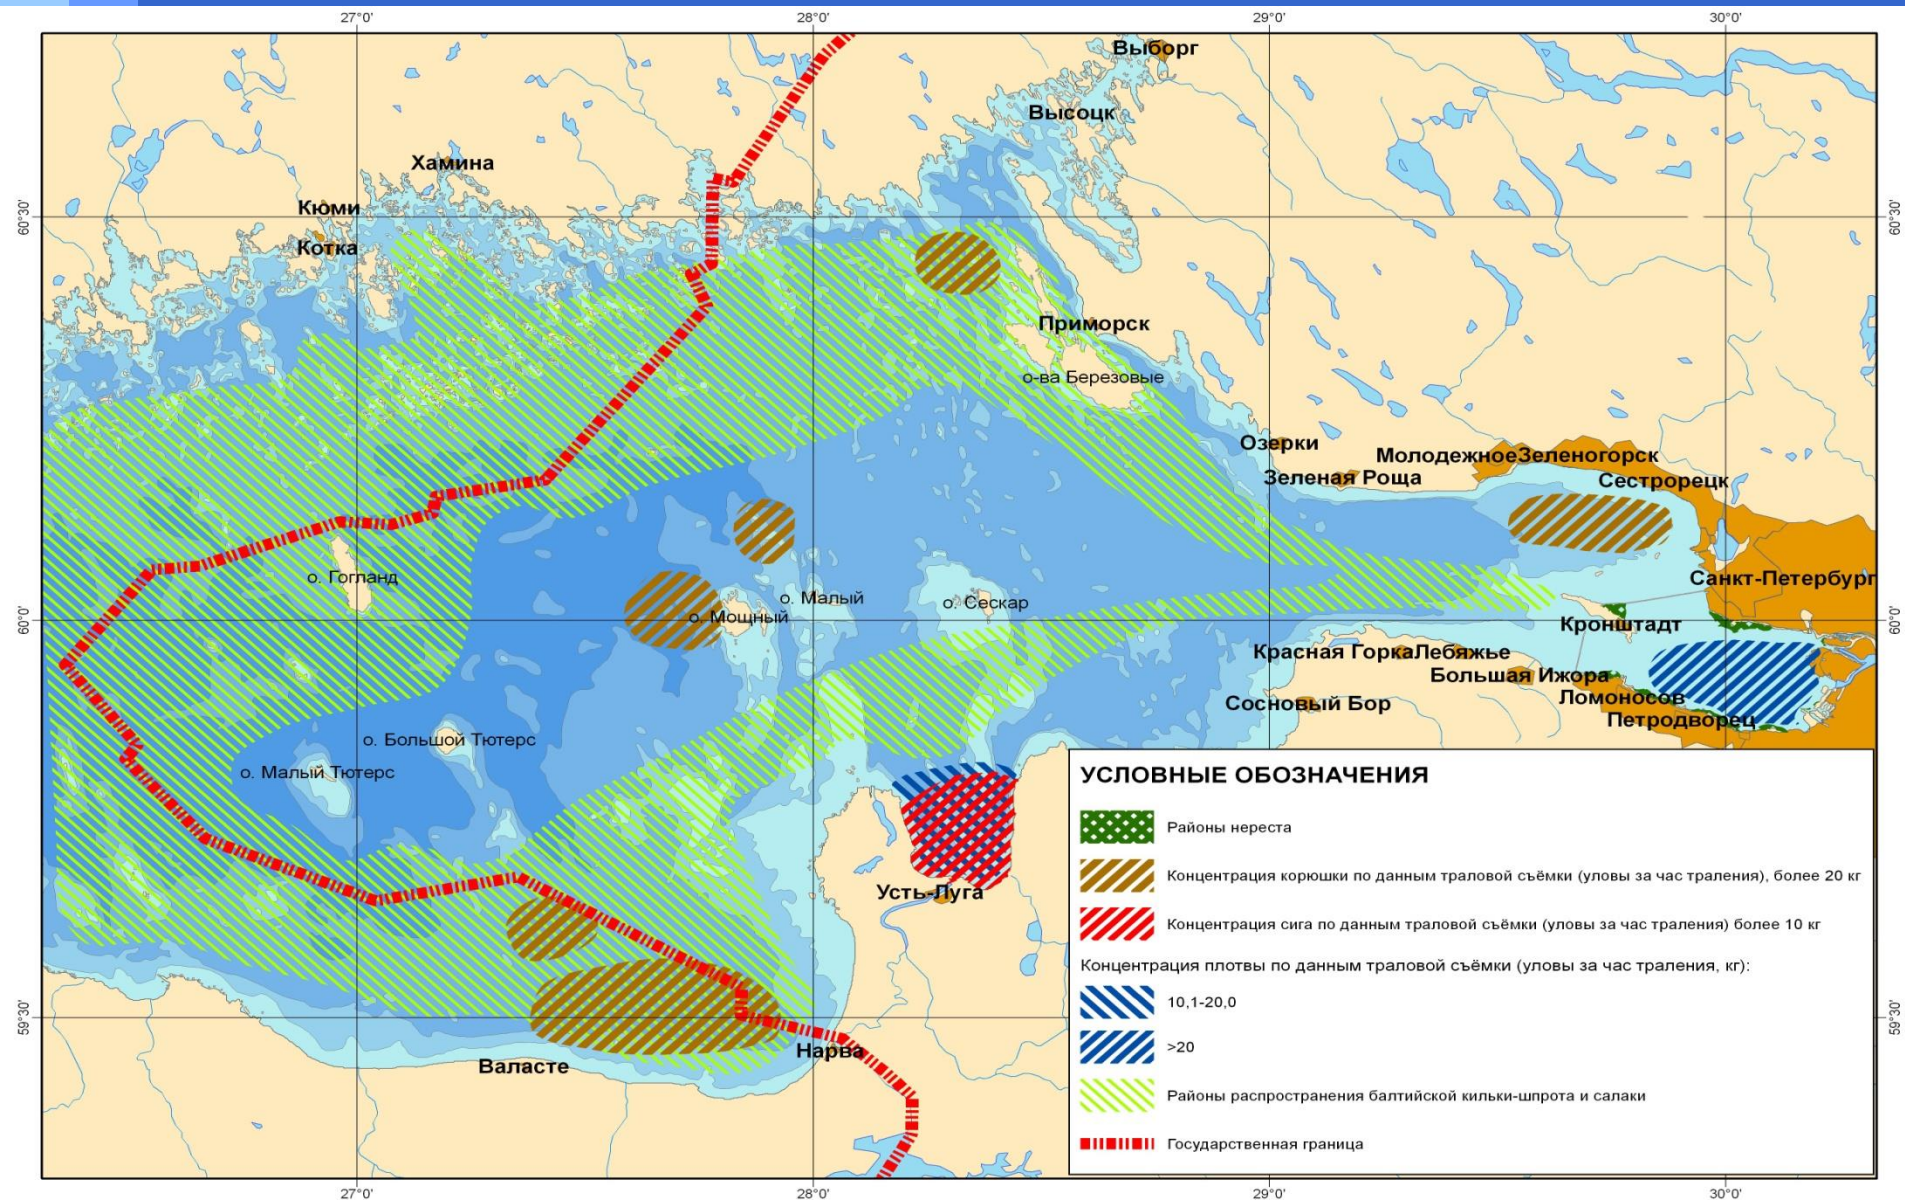 27°0' 28°0' 29°0' 30°0'
Выборг
Высоцк
Хамина
Кюми
60°30' 60°30'
Котка
Приморск
о-ва Березовые
Озерки
МолодежноеЗеленогорск
Зеленая Роща
Сестрорецк
о. Гогланд
Санкт-Петербург
о. Малый
о. Сескар
о. Мощный
60°0' 60°0'
Кронштадт
Красная ГоркаЛебяжье
Большая Ижора
Ломоносов
Сосновый Бор
Петродворец
о. Большой Тютерс
о. Малый Тютерс
УСЛОВНЫЕ ОБОЗНАЧЕНИЯ
Районы нереста
Концентрация корюшки по данным траловой съёмки (уловы за час траления), более 20 кг
Усть-Луга
Концентрация сига по данным траловой съёмки (уловы за час траления) более 10 кг
Концентрация плотвы по данным траловой съёмки (уловы за час траления, кг):
10,1-20,0
59°30' 59°30'
>20
Нарва
Валасте
Районы распространения балтийской кильки-шпрота и салаки
Государственная граница
27°0' 28°0' 29°0' 30°0'